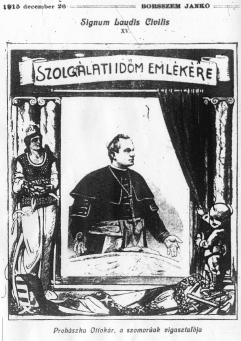 1915 december 26
BORSSZEM JANKÓ
Signum Laudis Civilis
XV.
SZOLGÁLATI IDŐM EMLÉKÉRE
Prohászka Ottokár, a szomorúak vigasztalója